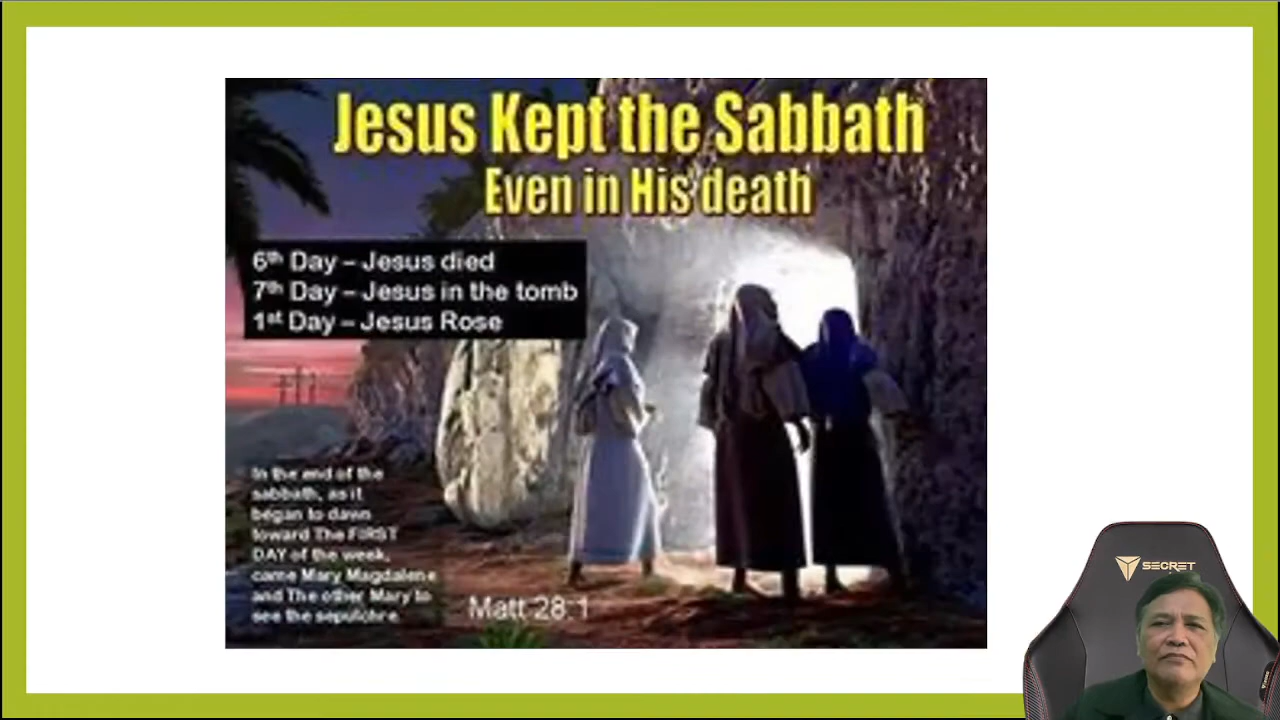 Jesus Kept the Sabbath
Even in His death
6th Day – Jesus died
7th Day – Jesus in the tomb
1st Day – Jesus Rose
In the end of the
sabbath, as it
began to dawn
toward The FIRST
DAY of the week,
came Mary Magdalene
and The other Mary to
see the sepulchre.
Matt 28:1
SECRET